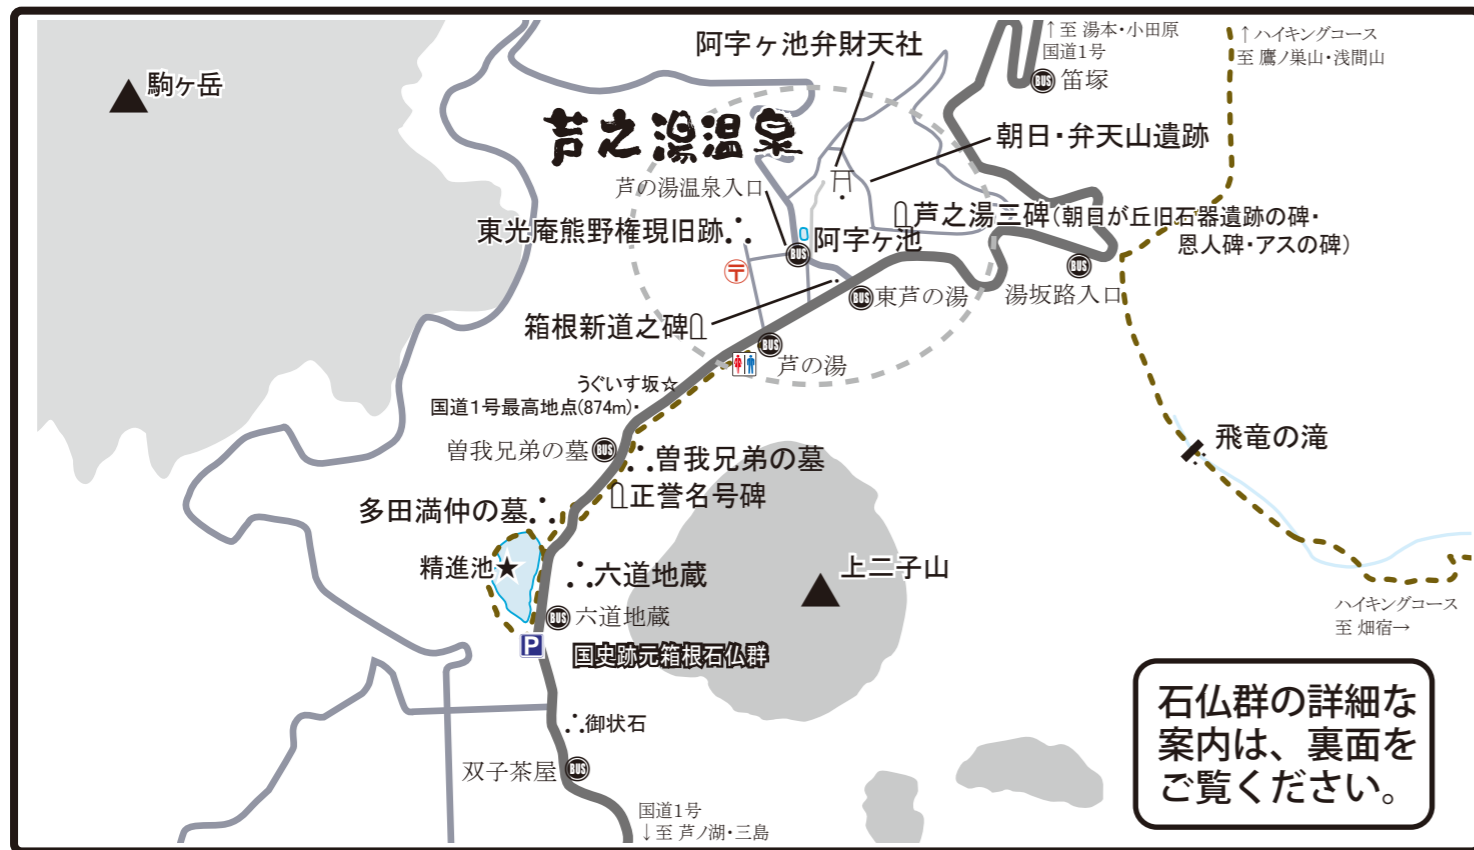 ↑至 湯本・小田原
国道1号
↑ハイキングコース
至 鷹ノ巣山・浅間山
阿字ヶ池弁財天社
駒ヶ岳
BUS 笛塚
芦之湯温泉
朝日・弁天山遺跡
芦の湯温泉入口
BUS
芦之湯三碑(朝日が丘旧石器遺跡の碑・
恩人碑・アスの碑)
東光庵熊野権現旧跡
阿字ヶ池
〒
BUS
湯坂路入口
BUS 東芦の湯
箱根新道之碑
BUS
芦の湯
うぐいす坂☆
国道1号最高地点(874m)・
曽我兄弟の墓 BUS
曽我兄弟の墓
飛竜の滝
正誉名号碑
多田満仲の墓
精進池★
六道地蔵
上二子山
BUS 六道地蔵
ハイキングコース
至 畑宿→
P
国史跡元箱根石仏群
御状石
双子茶屋 BUS
国道1号
↓至 芦ノ湖・三島
石仏群の詳細な
案内は、裏面を
ご覧ください。